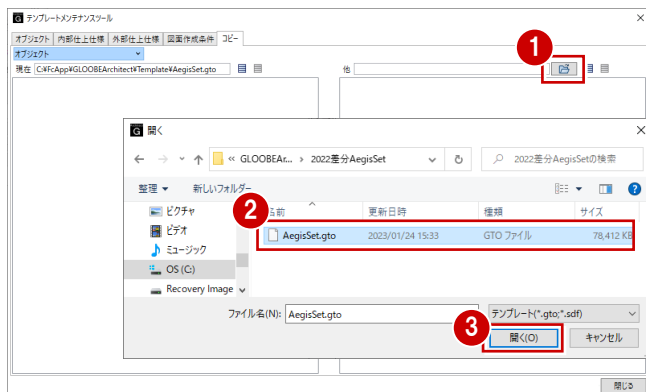 テンプレートメンテナンスツール
オブジェクト 内部仕上仕様 外部仕上仕様 図面作成条件 コピー
オブジェクト
現在 C:¥FcApp¥GLOOBEArchitect¥Template¥AegisSet.gto 他
1
開く
« GLOOBEAr... › 2022差分AegisSet 2022差分AegisSetの検索
整理 新しいフォルダー
2
名前 更新日時 種類 サイズ
ピクチャ
ビデオ
ミュージック
OS (C:)
Recovery Image
AegisSet.gto 2023/01/24 15:33 GTO ファイル 78,412 KB
ファイル名(N): AegisSet.gto テンプレート(*.gto;*.sdf)
3
開く(O) キャンセル
閉じる